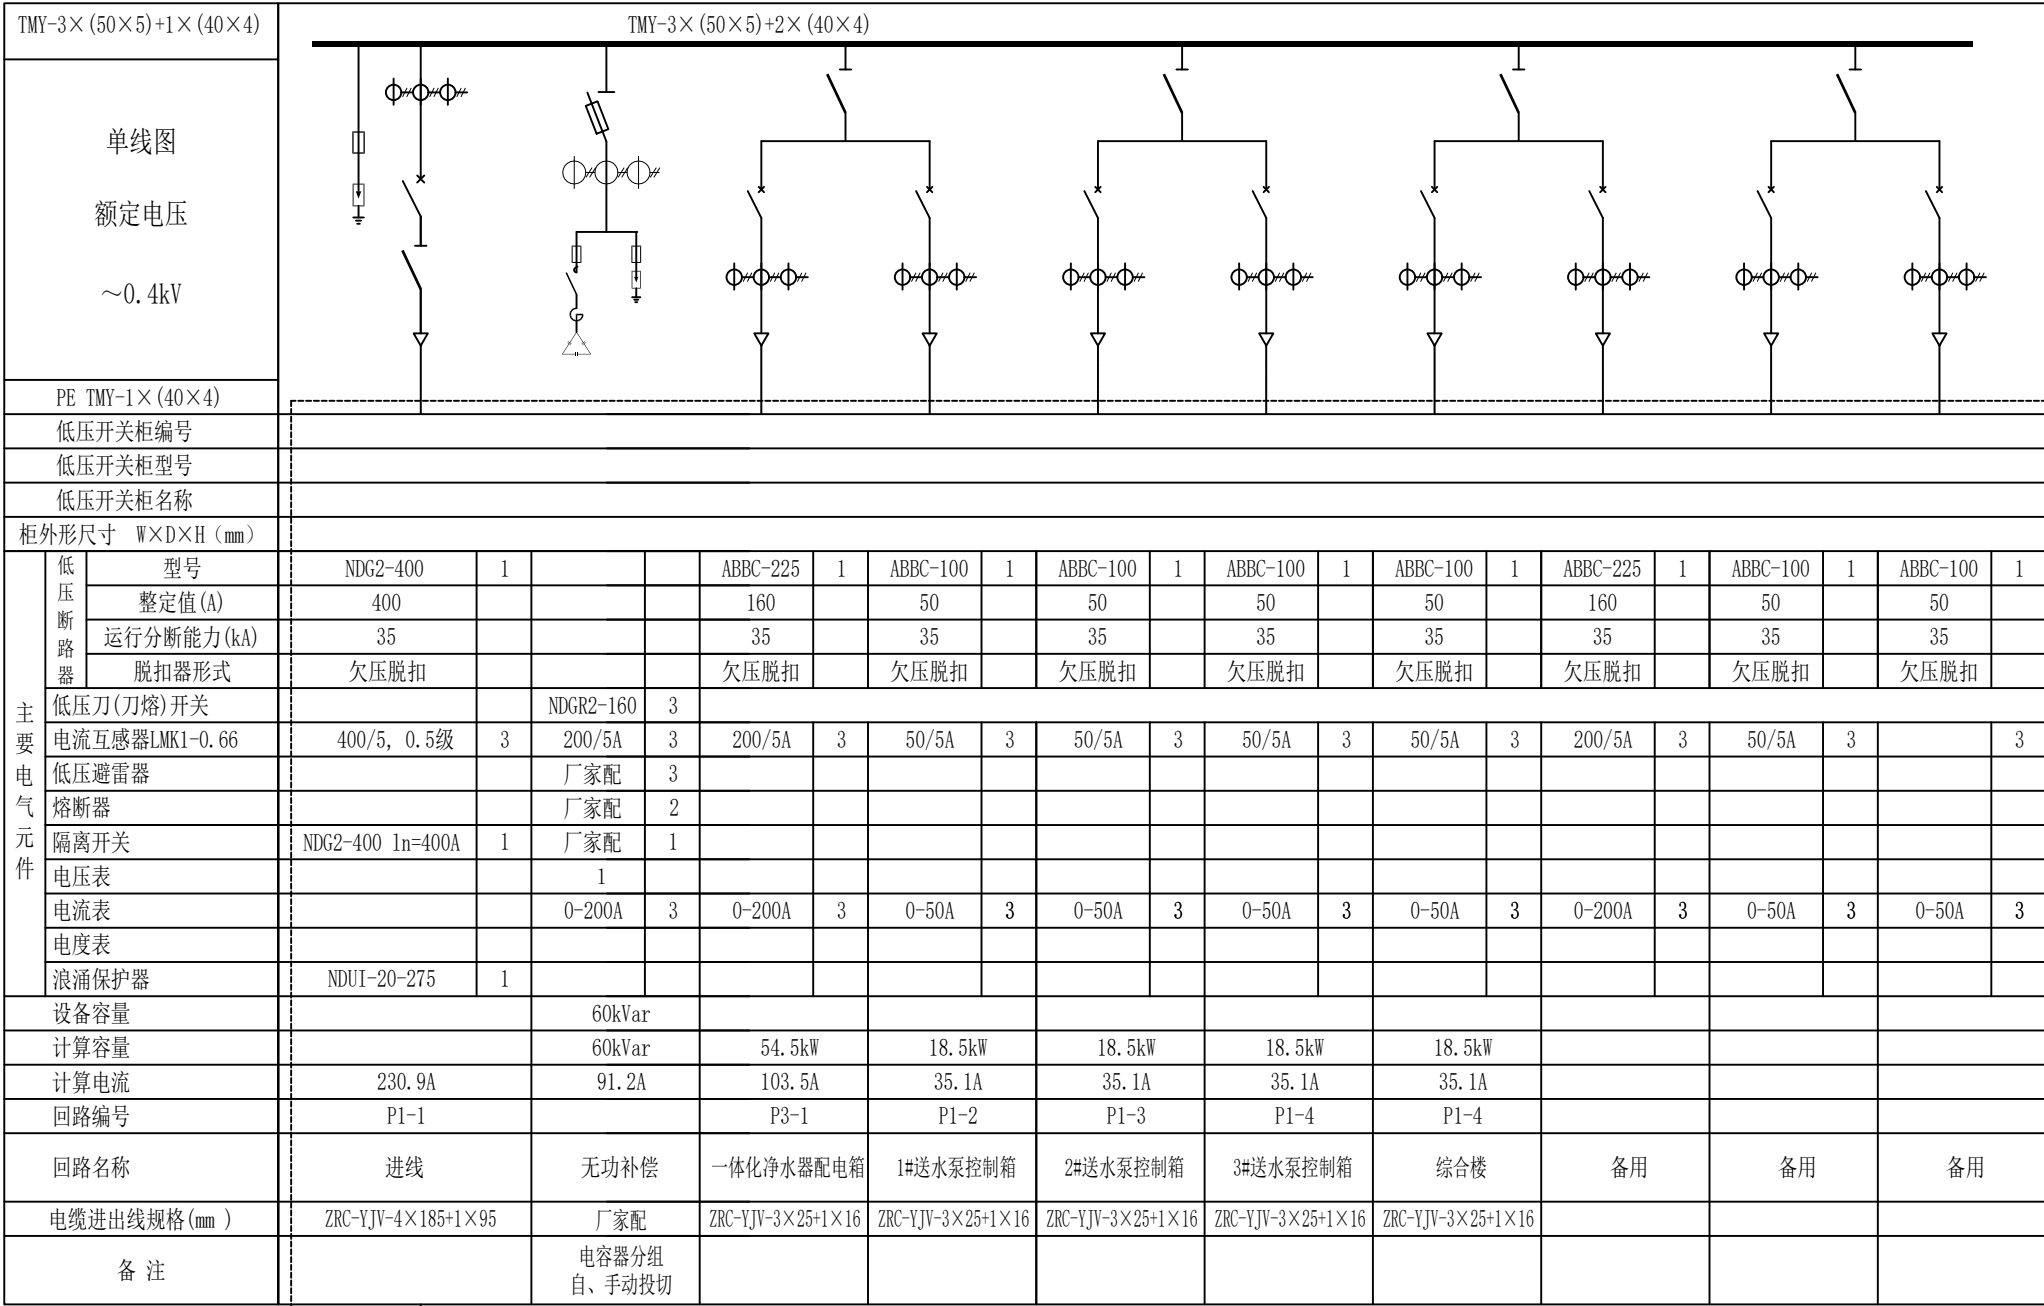 TMY-3×(50×5)+1×(40×4)
TMY-3×(50×5)+2×(40×4)
单线图
额定电压
～0.4kV
PE TMY-1×(40×4)
低压开关柜编号
低压开关柜型号
低压开关柜名称
柜外形尺寸 W×D×H（mm）
主要电气元件
低压断路器
型号 NDG2-400 1 ABBC-225 1 ABBC-100 1 ABBC-100 1 ABBC-100 1 ABBC-100 1 ABBC-225 1 ABBC-100 1 ABBC-100 1
整定值(A) 400 160 50 50 50 50 160 50 50
运行分断能力(kA) 35 35 35 35 35 35 35 35 35
脱扣器形式 欠压脱扣 欠压脱扣 欠压脱扣 欠压脱扣 欠压脱扣 欠压脱扣 欠压脱扣 欠压脱扣 欠压脱扣
低压刀(刀熔)开关 NDGR2-160 3
电流互感器LMK1-0.66 400/5, 0.5级 3 200/5A 3 200/5A 3 50/5A 3 50/5A 3 50/5A 3 50/5A 3 200/5A 3 50/5A 3 3
低压避雷器 厂家配 3
熔断器 厂家配 2
隔离开关 NDG2-400 ln=400A 1 厂家配 1
电压表 1
电流表 0-200A 3 0-200A 3 0-50A 3 0-50A 3 0-50A 3 0-50A 3 0-200A 3 0-50A 3 0-50A 3
电度表
浪涌保护器 NDUI-20-275 1
设备容量 60kVar
计算容量 60kVar 54.5kW 18.5kW 18.5kW 18.5kW 18.5kW
计算电流 230.9A 91.2A 103.5A 35.1A 35.1A 35.1A 35.1A
回路编号 P1-1 P3-1 P1-2 P1-3 P1-4 P1-4
回路名称 进线 无功补偿 一体化净水器配电箱 1#送水泵控制箱 2#送水泵控制箱 3#送水泵控制箱 综合楼 备用 备用 备用
电缆进出线规格(mm ) ZRC-YJV-4×185+1×95 厂家配 ZRC-YJV-3×25+1×16 ZRC-YJV-3×25+1×16 ZRC-YJV-3×25+1×16 ZRC-YJV-3×25+1×16 ZRC-YJV-3×25+1×16
备 注 电容器分组
自、手动投切